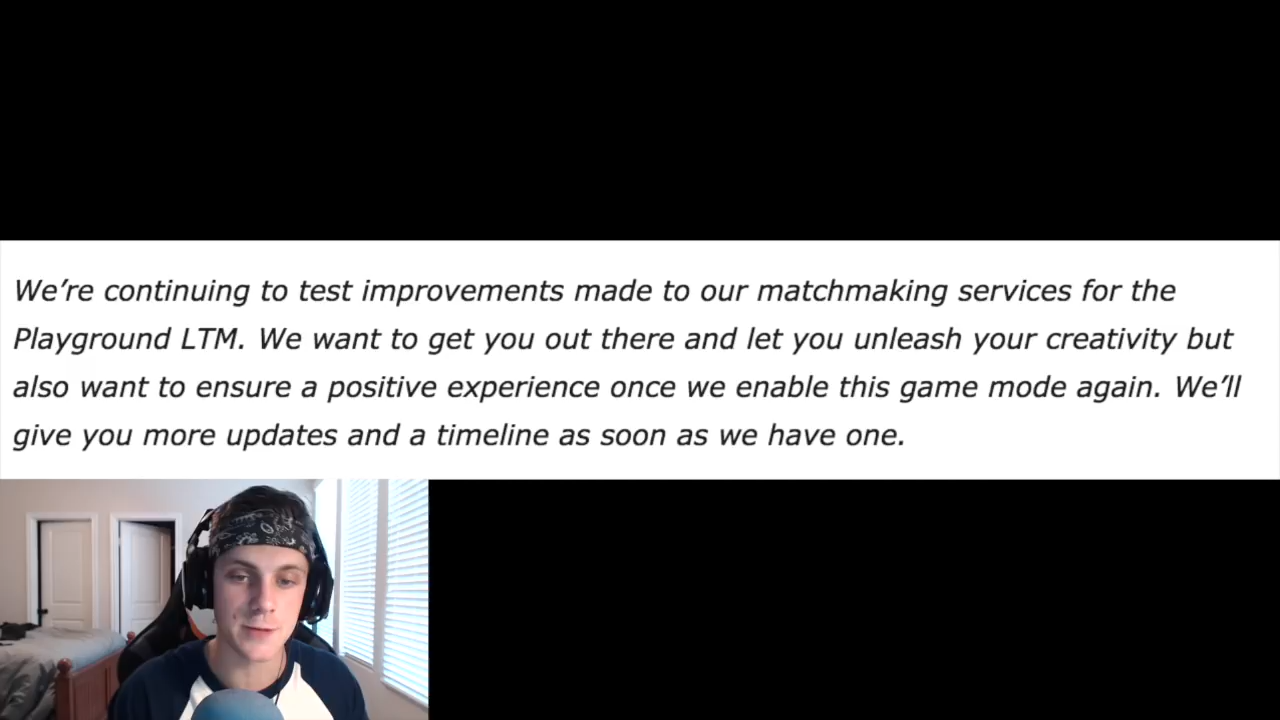 We’re continuing to test improvements made to our matchmaking services for the
Playground LTM. We want to get you out there and let you unleash your creativity but
also want to ensure a positive experience once we enable this game mode again. We’ll
give you more updates and a timeline as soon as we have one.